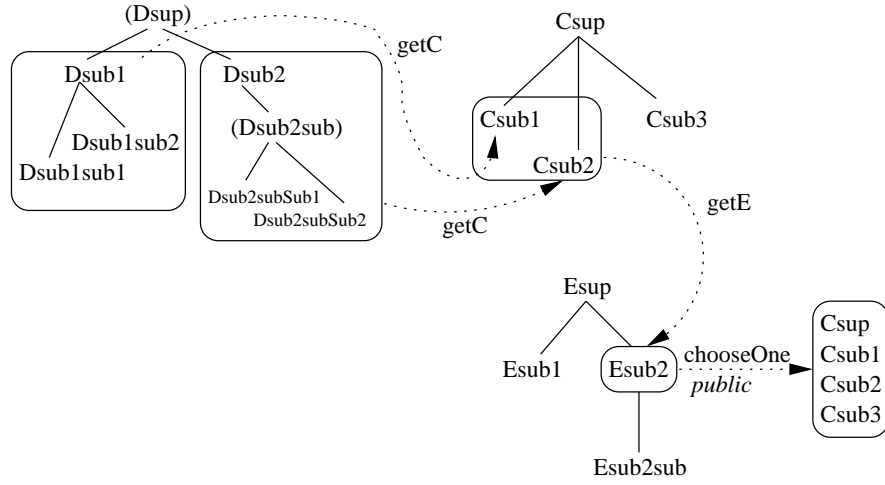 (Dsup)
Dsub1
Dsub1sub2
Dsub1sub1
Dsub2
(Dsub2sub)
Dsub2subSub1
Dsub2subSub2
getC
getC
Csup
Csub1
Csub2
Csub3
getE
Esup
Esub1
Esub2
Esub2sub
chooseOne
public
Csup
Csub1
Csub2
Csub3